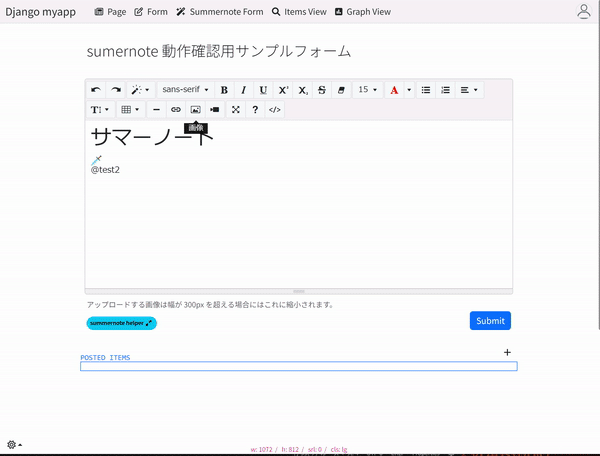 Django myapp Page Form Summernote Form Items View Graph View
sumernote 動作確認用サンプルフォーム
sans-serif B I U X² X₂ S 15 A
T ? </>
画像
サマーノート
@test2
アップロードする画像は幅が 300px を超える場合にはこれに縮小されます。
summernote helper
Submit
POSTED ITEMS
w: 1072 / h: 812 / srl: 0 / cls: lg